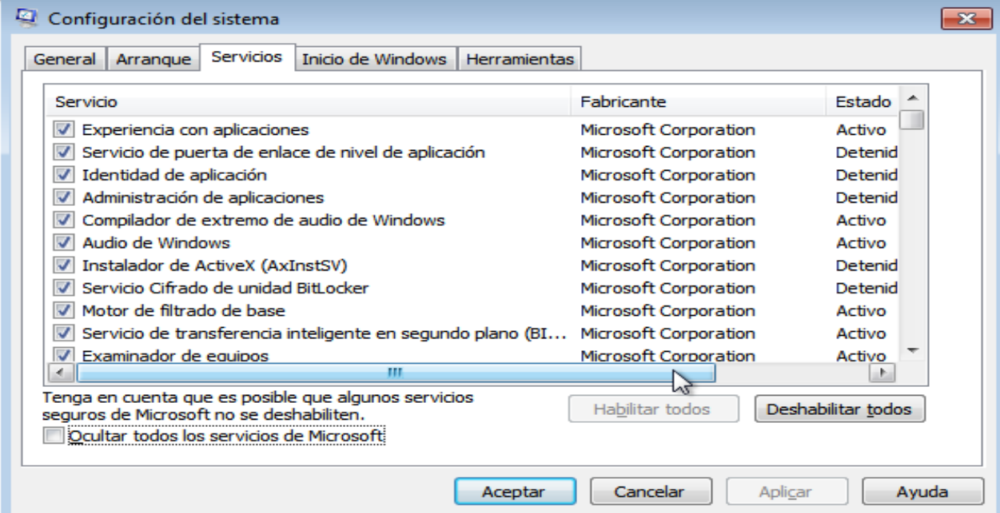 Configuración del sistema
General Arranque Servicios Inicio de Windows Herramientas
Servicio Fabricante Estado
Experiencia con aplicaciones Microsoft Corporation Activo
Servicio de puerta de enlace de nivel de aplicación Microsoft Corporation Detenid
Identidad de aplicación Microsoft Corporation Detenid
Administración de aplicaciones Microsoft Corporation Detenid
Compilador de extremo de audio de Windows Microsoft Corporation Activo
Audio de Windows Microsoft Corporation Activo
Instalador de ActiveX (AxInstSV) Microsoft Corporation Detenid
Servicio Cifrado de unidad BitLocker Microsoft Corporation Detenid
Motor de filtrado de base Microsoft Corporation Activo
Servicio de transferencia inteligente en segundo plano (BI... Microsoft Corporation Activo
Examinador de equipos Microsoft Corporation Activo
Tenga en cuenta que es posible que algunos servicios
seguros de Microsoft no se deshabiliten.
Habilitar todos Deshabilitar todos
Ocultar todos los servicios de Microsoft
Aceptar Cancelar Aplicar Ayuda